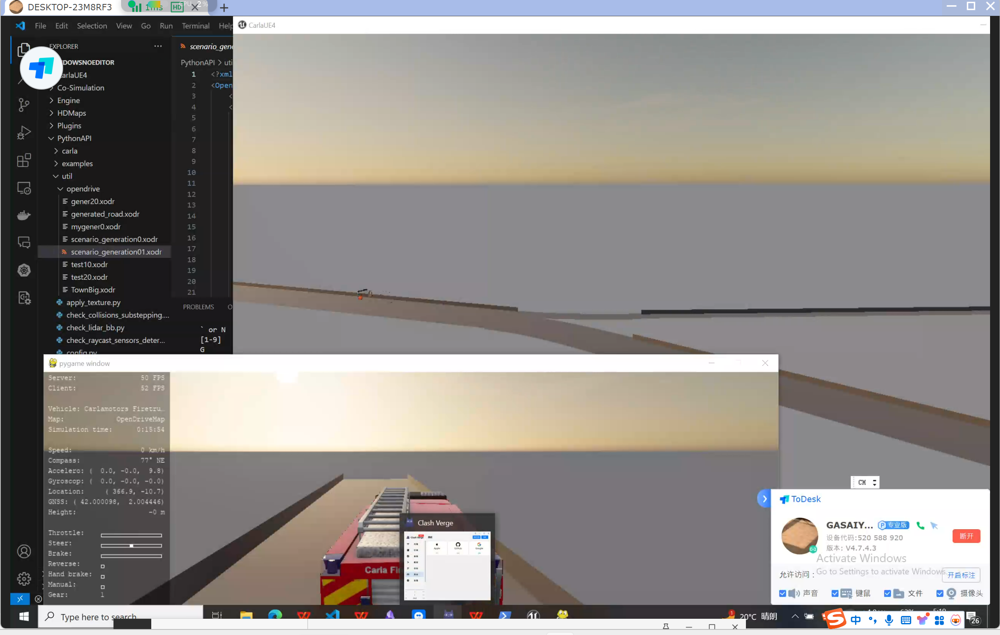 DESKTOP-23M8RF3
1ms
HD
CPU 2%
File Edit Selection View Go Run Terminal Help
CarlaUE4
EXPLORER
DOWSNOEDITOR
arlaUE4
Co-Simulation
Engine
HDMaps
Plugins
PythonAPI
carla
examples
util
opendrive
gener20.xodr
generated_road.xodr
mygener0.xodr
scenario_generation0.xodr
scenario_generation01.xodr
test10.xodr
test20.xodr
TownBig.xodr
apply_texture.py
check_collisions_substepping....
check_lidar_bb.py
check_raycast_sensors_deter...
config.py
scenario_gene
PythonAPI > uti
1 <?xml
2 <Open
3 <
4 <
5
6
7
8
9
10
11
12
13
14
15
16
17
18
19
20
21
PROBLEMS O
` or N
[1-9]
G
pygame window
Server: 50 FPS
Client: 52 FPS
Vehicle: Carlamotors Firetru…
Map: OpenDriveMap
Simulation time: 0:15:54
Speed: 0 km/h
Compass: 77° NE
Accelero: ( 0.0, -0.0, 9.8)
Gyroscop: ( 0.0, -0.0, -0.0)
Location: ( 366.9, -10.7)
GNSS: ( 42.000098, 2.004446)
Height: -0 m
Throttle:
Steer:
Brake:
Reverse:
Hand brake:
Manual:
Gear: 1
Carla Fi
Clash Verge
Apple
GitHub
Google
CH
ToDesk
GASAIY...
专业版
设备代码:520 588 920
版本: V4.7.4.3
断开
Activate Windows
Go to Settings to activate Windows.
允许访问 :
开启标注
声音
键鼠
文件
摄像头
Type here to search
1
20°C 晴朗
中
26